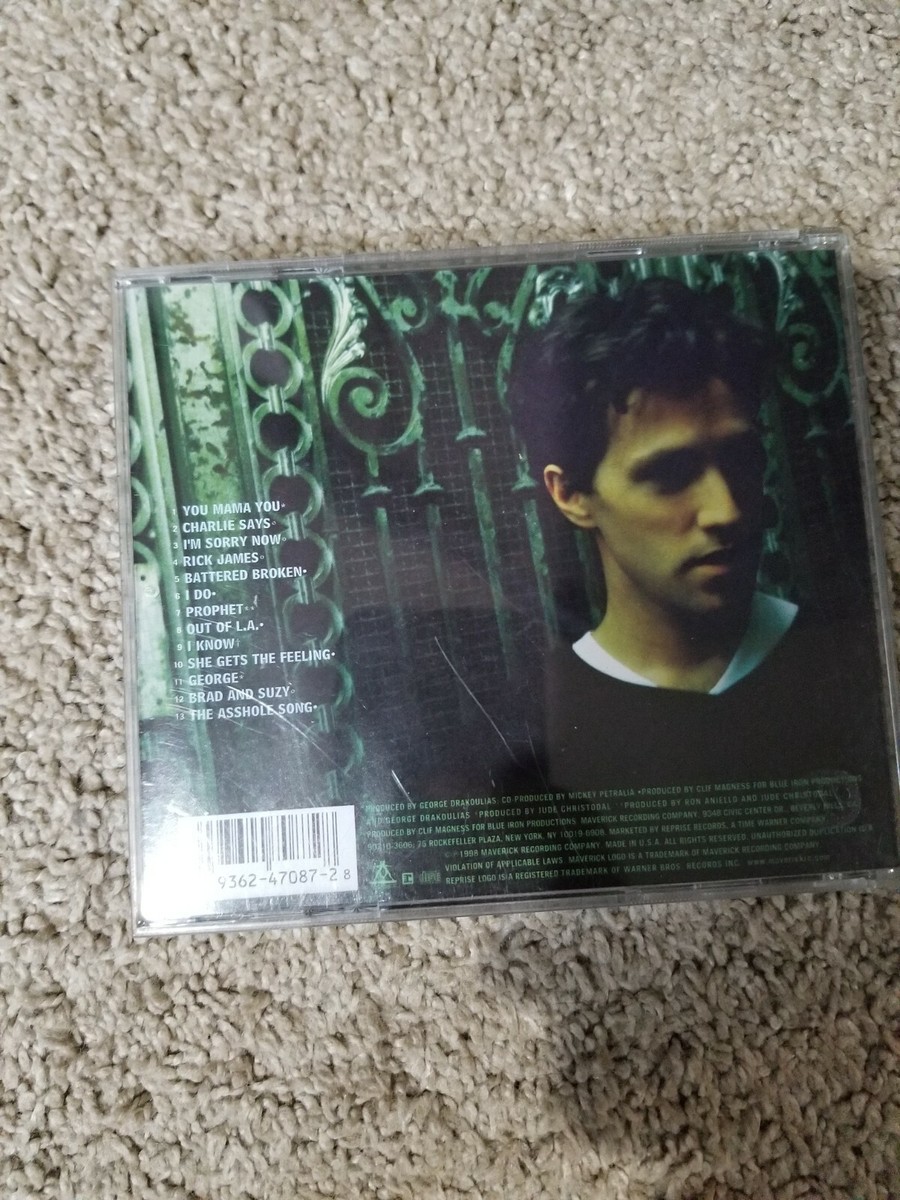 1 YOU MAMA YOU•
2 CHARLIE SAYS°
3 I'M SORRY NOW°
4 RICK JAMES°
5 BATTERED BROKEN•
6 I DO•
7 PROPHET
8 OUT OF L.A.•
9 I KNOW
10 SHE GETS THE FEELING•
11 GEORGE
12 BRAD AND SUZY°
13 THE ASSHOLE SONG•
PRODUCED BY GEORGE DRAKOULIAS; CO-PRODUCED BY MICKEY PETRALIA •PRODUCED BY CLIF MAGNESS FOR BLUE IRON PRODUCTIONS
AND GEORGE DRAKOULIAS PRODUCED BY JUDE CHRISTODAL PRODUCED BY RON ANIELLO AND JUDE CHRISTODAL
PRODUCED BY CLIF MAGNESS FOR BLUE IRON PRODUCTIONS MAVERICK RECORDING COMPANY, 9348 CIVIC CENTER DR., BEVERLY HILLS,
90210-3606; 75 ROCKEFELLER PLAZA, NEW YORK, NY 10019-6908. MARKETED BY REPRISE RECORDS, A TIME WARNER COMPANY
℗ 1998 MAVERICK RECORDING COMPANY. MADE IN U.S.A. ALL RIGHTS RESERVED. UNAUTHORIZED DUPLICATION IS A
VIOLATION OF APPLICABLE LAWS MAVERICK LOGO IS A TRADEMARK OF MAVERICK RECORDING COMPANY
REPRISE LOGO IS A REGISTERED TRADEMARK OF WARNER BROS. RECORDS INC.
9362-47087-2 8